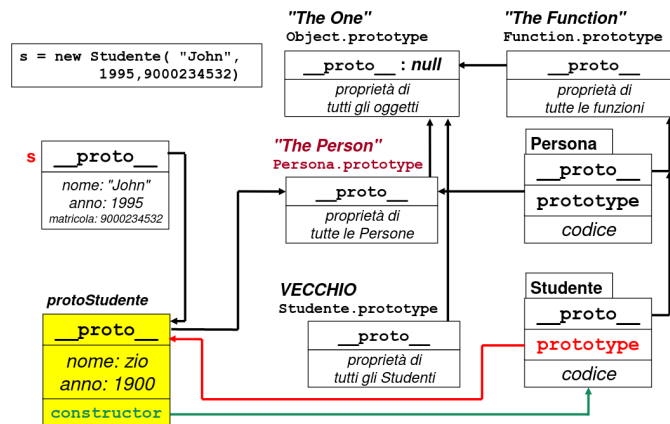 "The One"
Object.prototype
"The Function"
Function.prototype
s = new Studente( "John",
1995,9000234532)
__proto__ : null
proprietà di
tutti gli oggetti
__proto__
proprietà di
tutte le funzioni
s
__proto__
nome: "John"
anno: 1995
matricola: 9000234532
"The Person"
Persona.prototype
__proto__
proprietà di
tutte le Persone
Persona
__proto__
prototype
codice
protoStudente
__proto__
nome: zio
anno: 1900
constructor
VECCHIO
Studente.prototype
__proto__
proprietà di
tutti gli Studenti
Studente
__proto__
prototype
codice